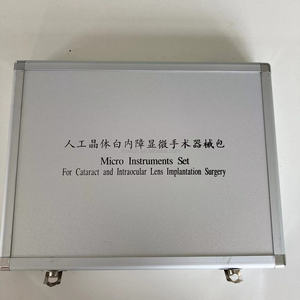 人工晶体白内障显微手术器械包
Micro Instruments Set
For Cataract and Intraocular Lens Implantation Surgery